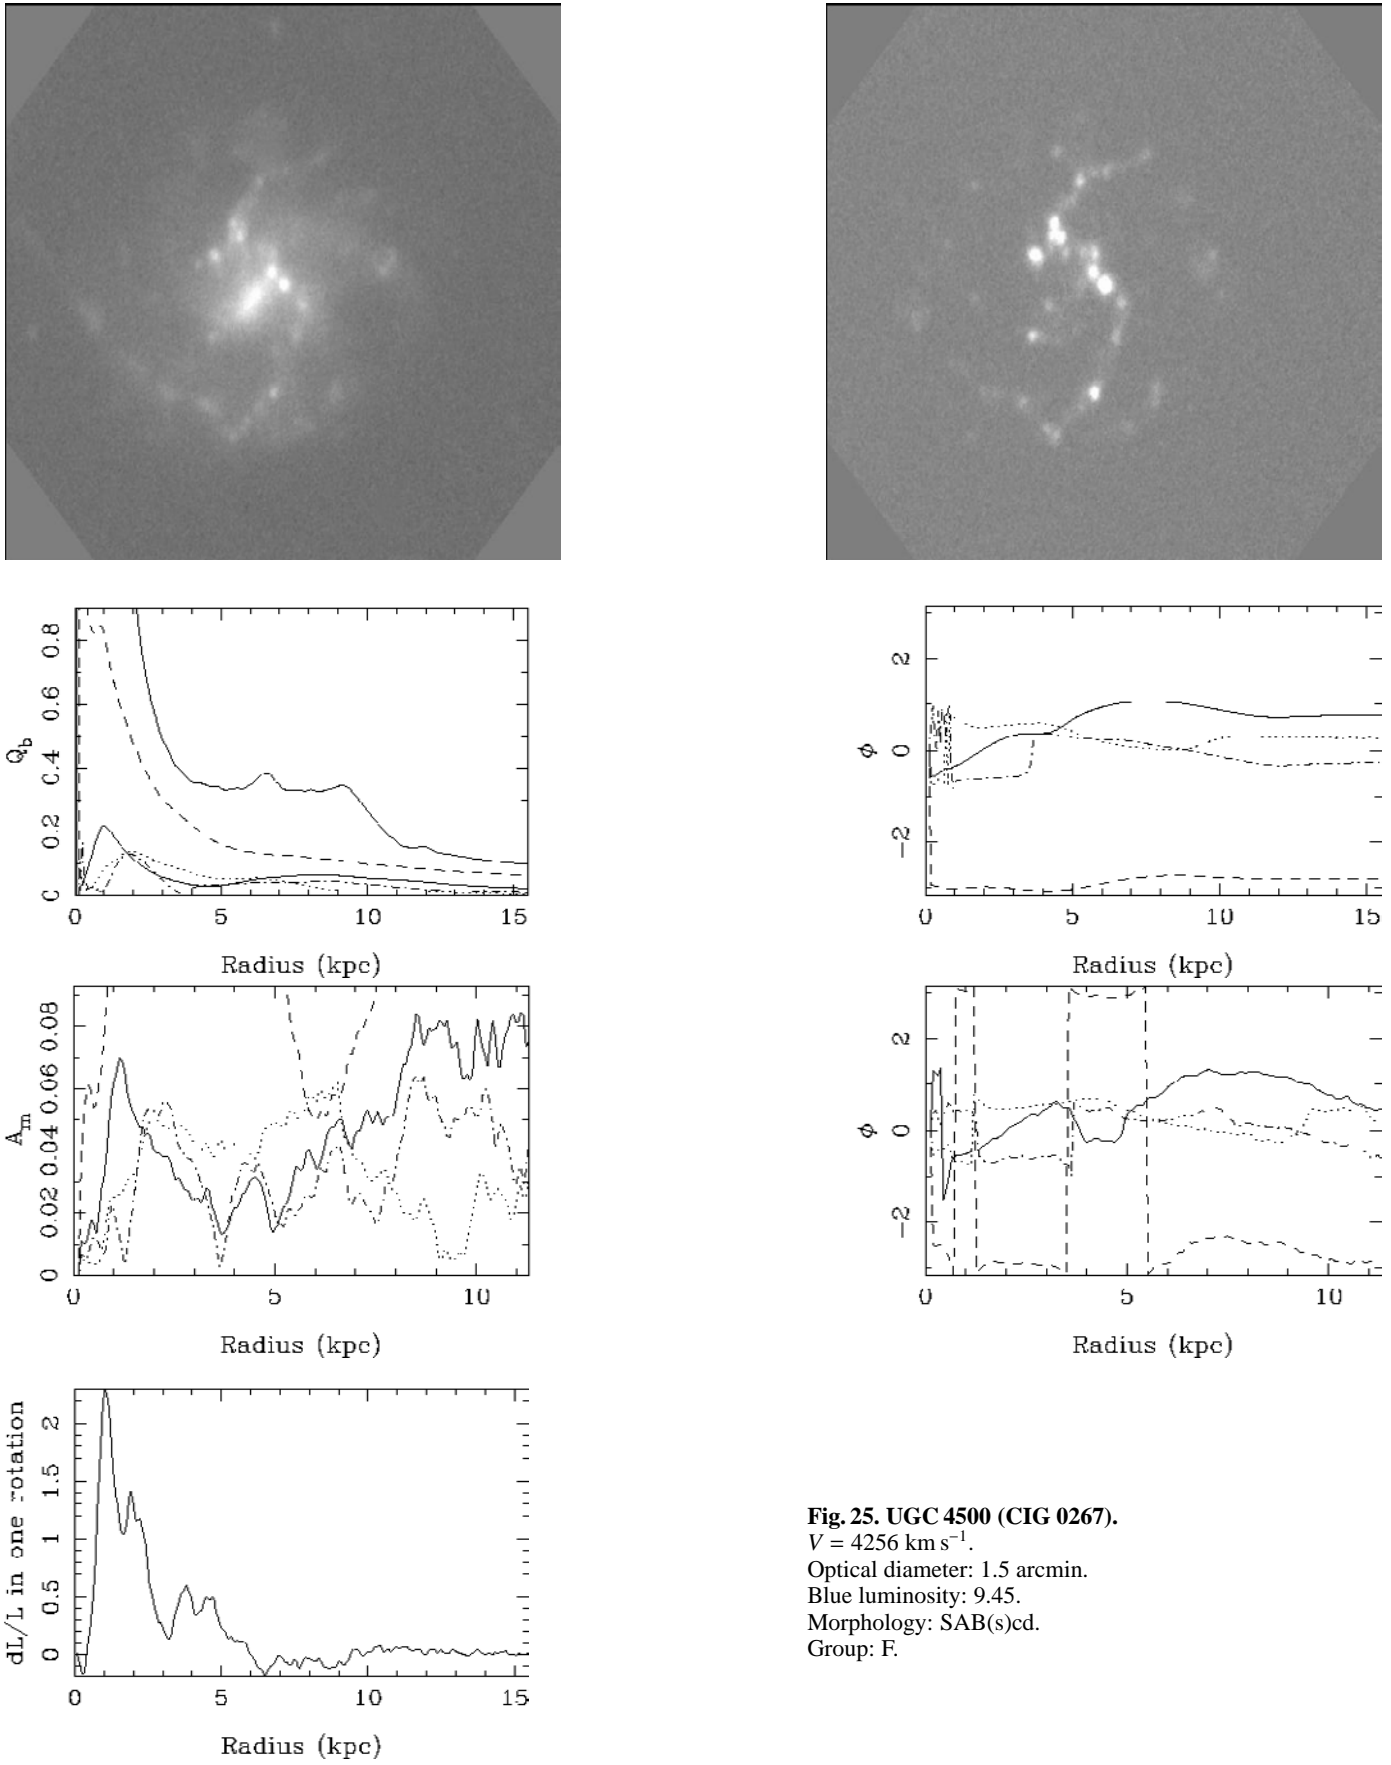 0 0.2 0.4 0.6 0.8
Q_b
0 5 10 15
Radius (kpc)
−2 0 2
φ
0 5 10 15
Radius (kpc)
0 0.02 0.04 0.06 0.08
A_m
0 5 10
Radius (kpc)
−2 0 2
φ
0 5 10
Radius (kpc)
0 0.5 1 1.5 2
dL/L in one rotation
0 5 10 15
Radius (kpc)
Fig. 25. UGC 4500 (CIG 0267).
V = 4256 km s⁻¹.
Optical diameter: 1.5 arcmin.
Blue luminosity: 9.45.
Morphology: SAB(s)cd.
Group: F.